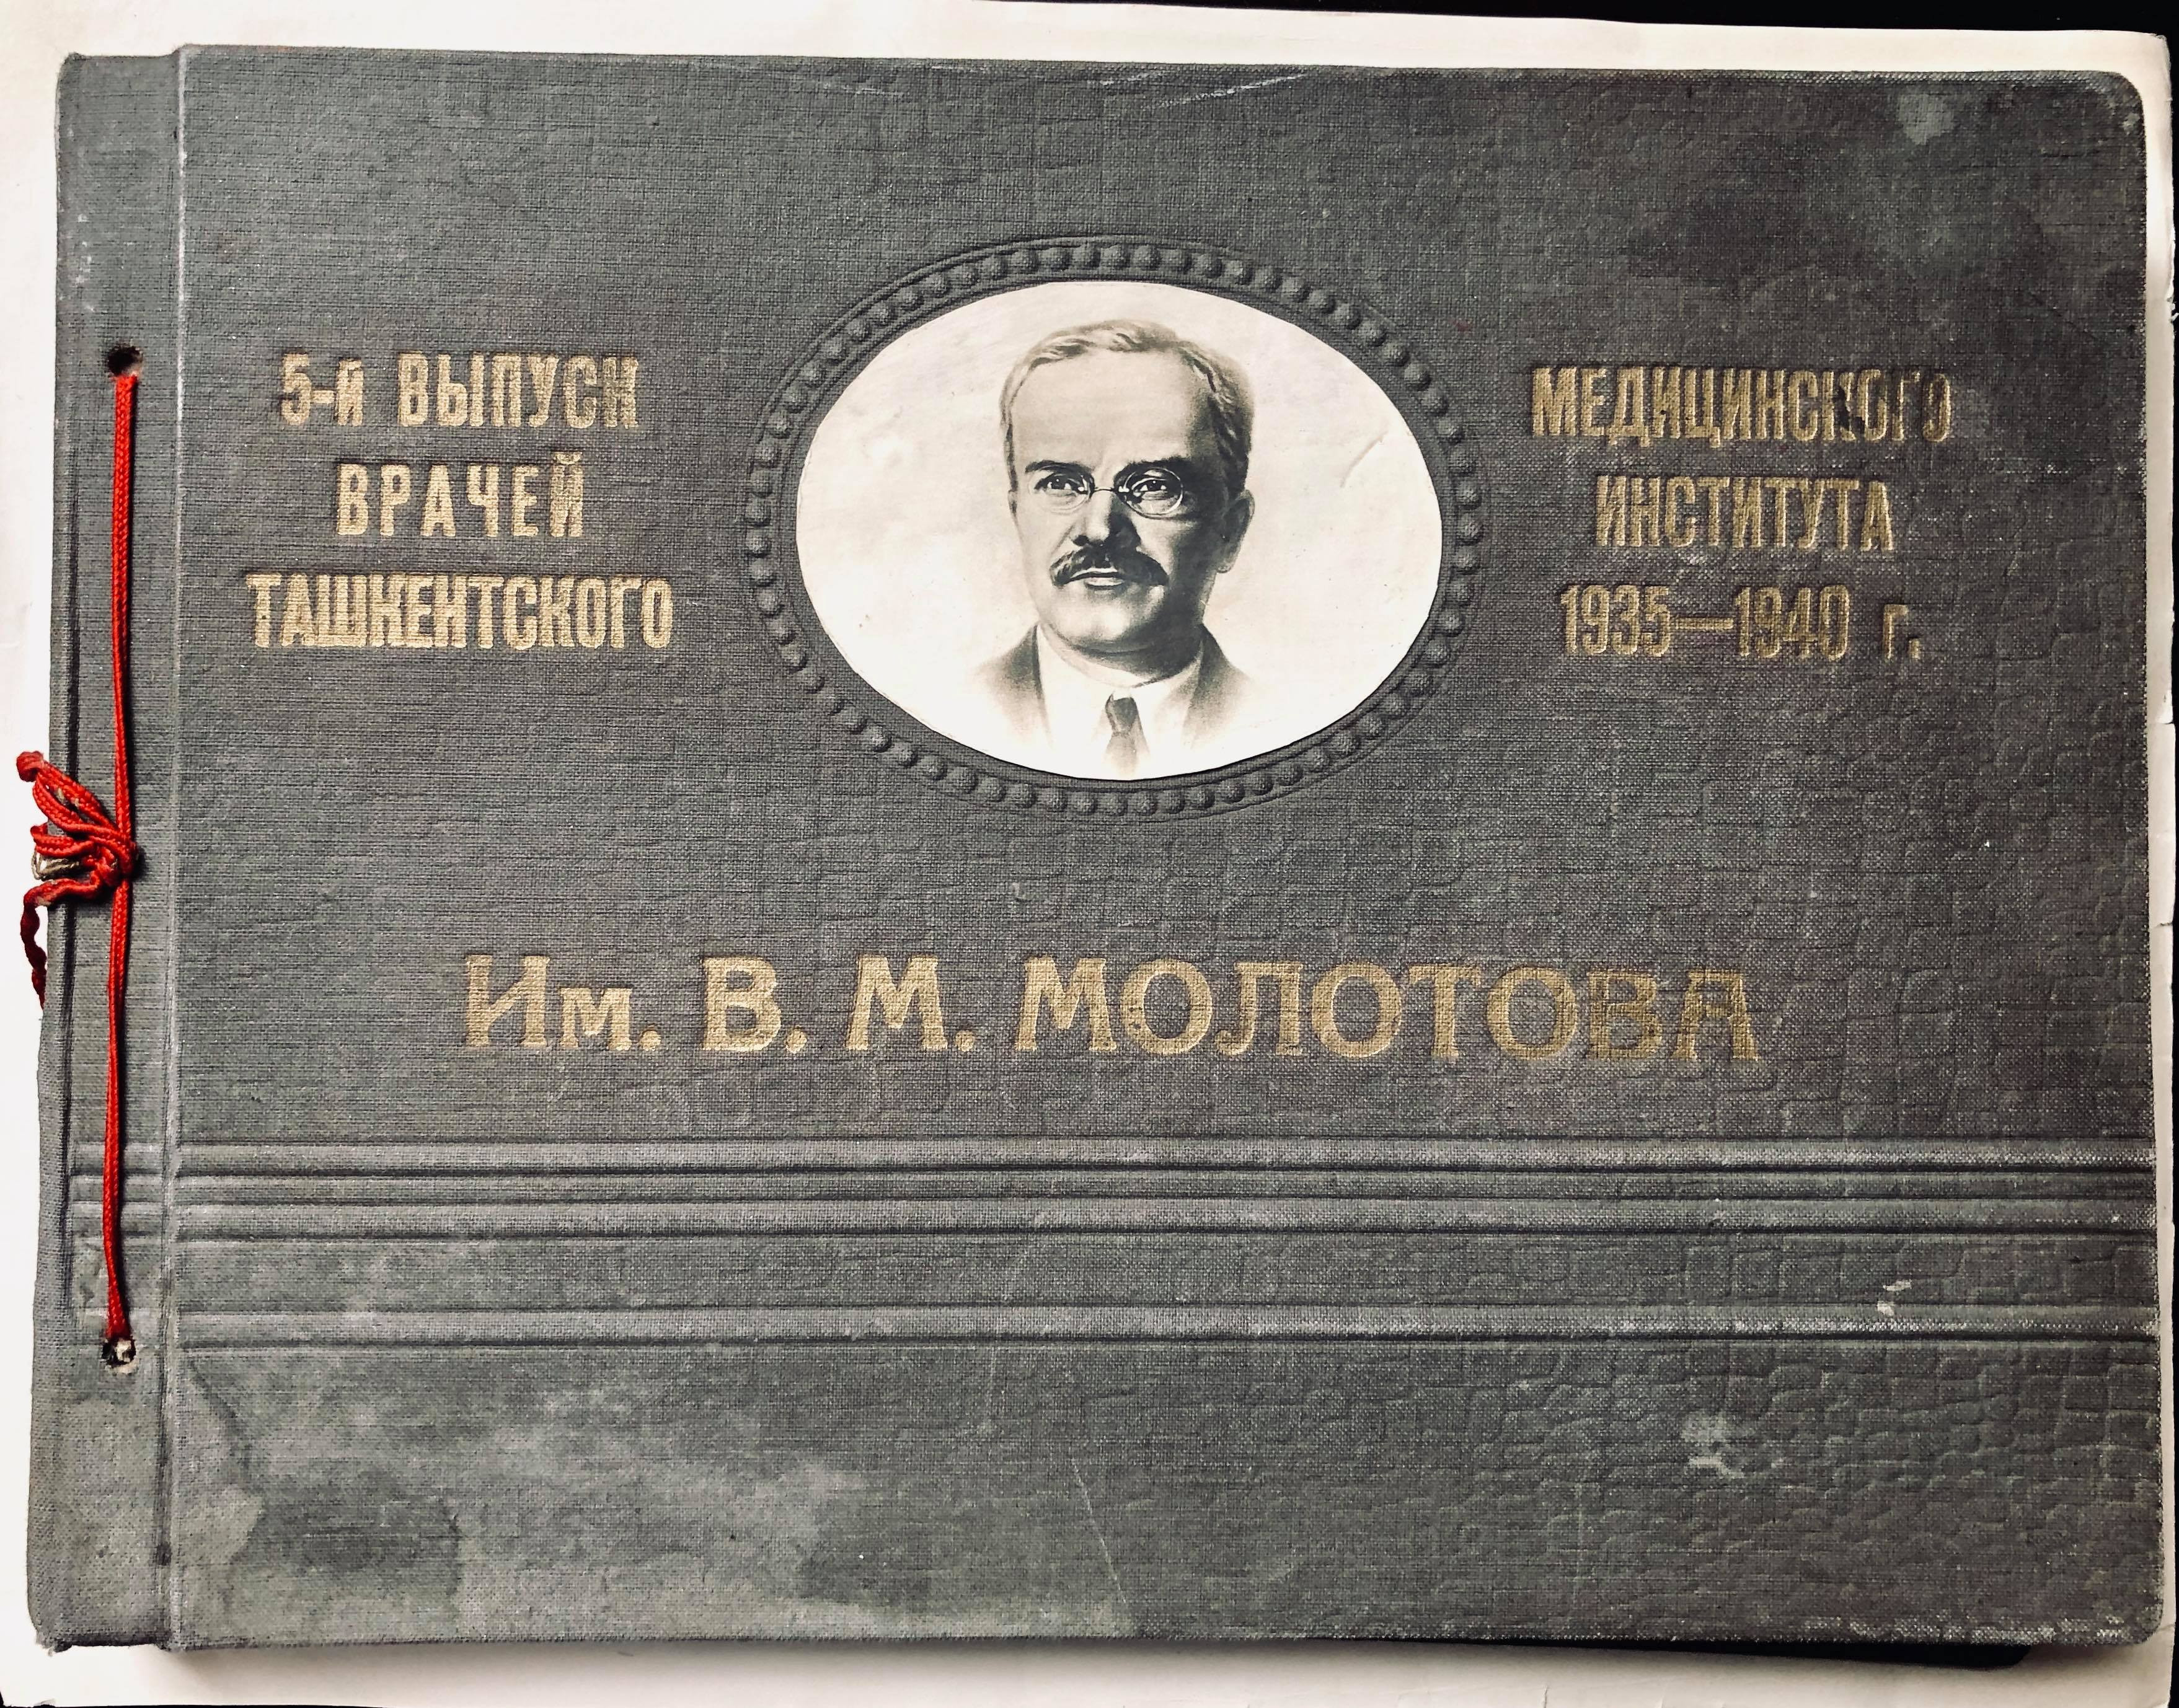 5-й ВЫПУСК
ВРАЧЕЙ
ТАШКЕНТСКОГО
МЕДИЦИНСКОГО
ИНСТИТУТА
1935—1940 г.
Им. В. М. МОЛОТОВА